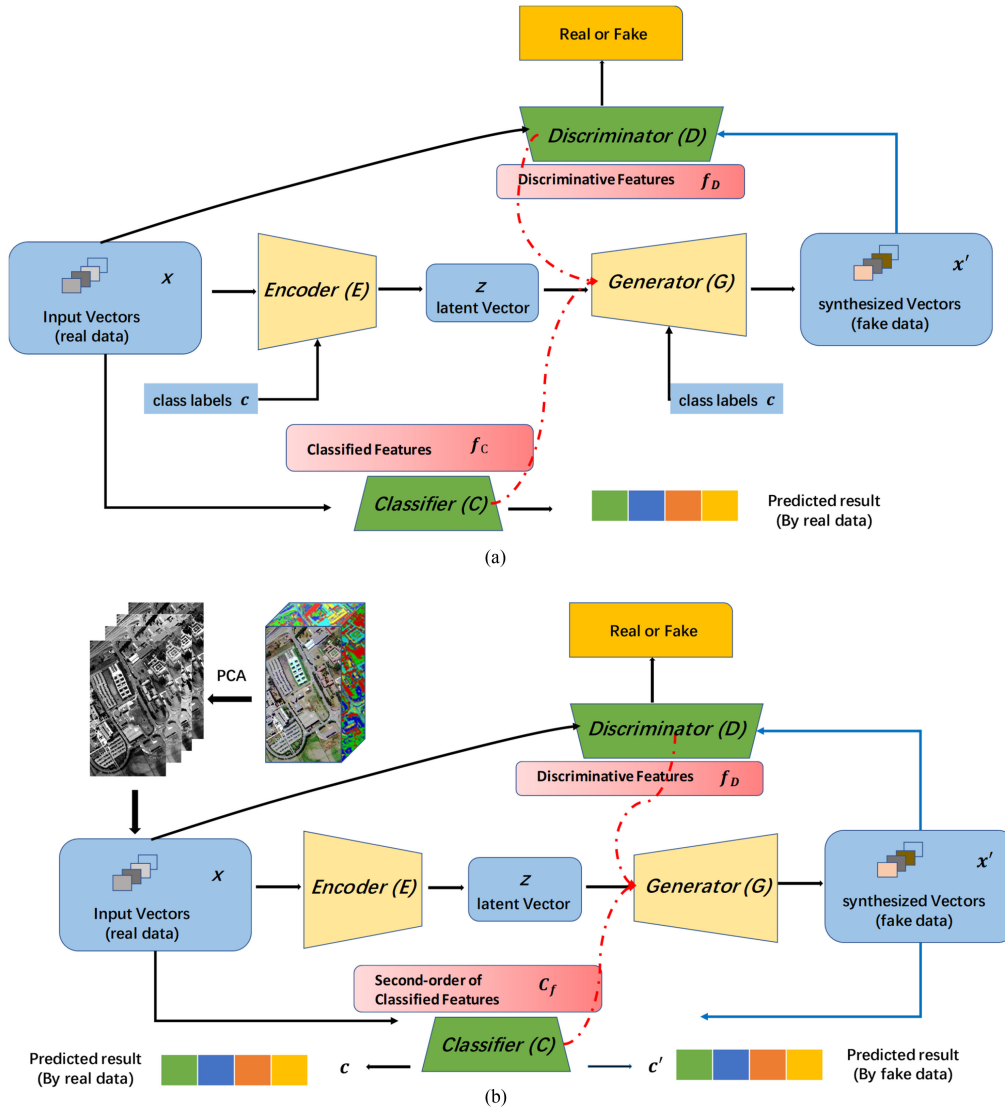 Real or Fake
Discriminator (D)
Discriminative Features f_D
x
Input Vectors
(real data)
Encoder (E)
z
latent Vector
Generator (G)
x′
synthesized Vectors
(fake data)
class labels c
class labels c
Classified Features f_C
Classifier (C)
Predicted result
(By real data)
(a)
PCA
Real or Fake
Discriminator (D)
Discriminative Features f_D
x
Input Vectors
(real data)
Encoder (E)
z
latent Vector
Generator (G)
x′
synthesized Vectors
(fake data)
Second-order of
Classified Features
C_f
Classifier (C)
Predicted result
(By real data)
c
c′
Predicted result
(By fake data)
(b)